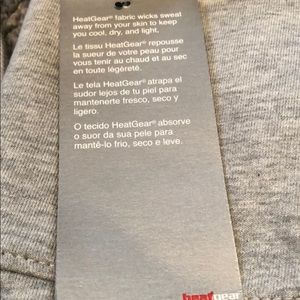 HeatGear® fabric wicks sweat
away from your skin to keep
you cool, dry, and light,
Le tissu HeatGear® repousse
la sueur de votre peau pour
vous tenir au chaud et au sec
en toute légéreté.
Le tela HeatGear® atrapa el
sudor lejos de tu piel para
mantenerte fresco, seco y
ligero.
O tecido HeatGear® absorve
o suor da sua pele para
mantê-lo frio, seco e leve.
heatgear